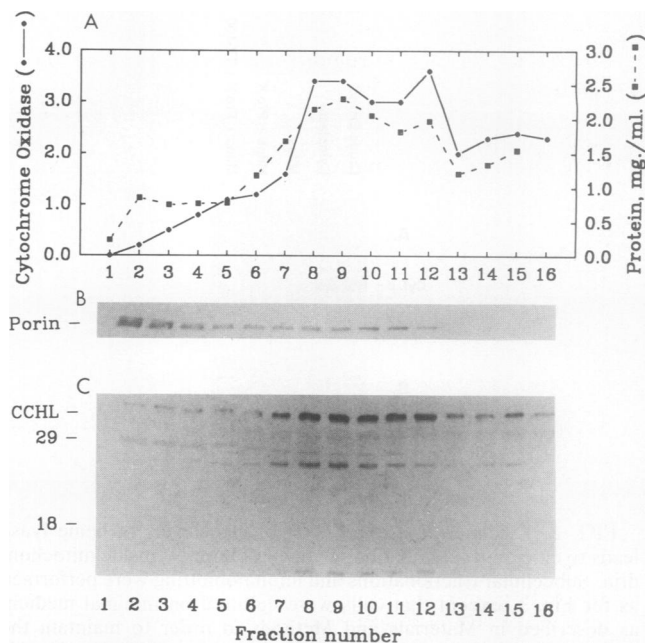 A
Cytochrome Oxidase (●—●)
4.0
3.0
2.0
1.0
0.0
3.0
2.5
2.0
1.5
1.0
0.5
0.0
Protein, mg./ml. (■--■)
1 2 3 4 5 6 7 8 9 10 11 12 13 14 15 16
B
Porin –
C
CCHL –
29 –
18 –
1 2 3 4 5 6 7 8 9 10 11 12 13 14 15 16
Fraction number